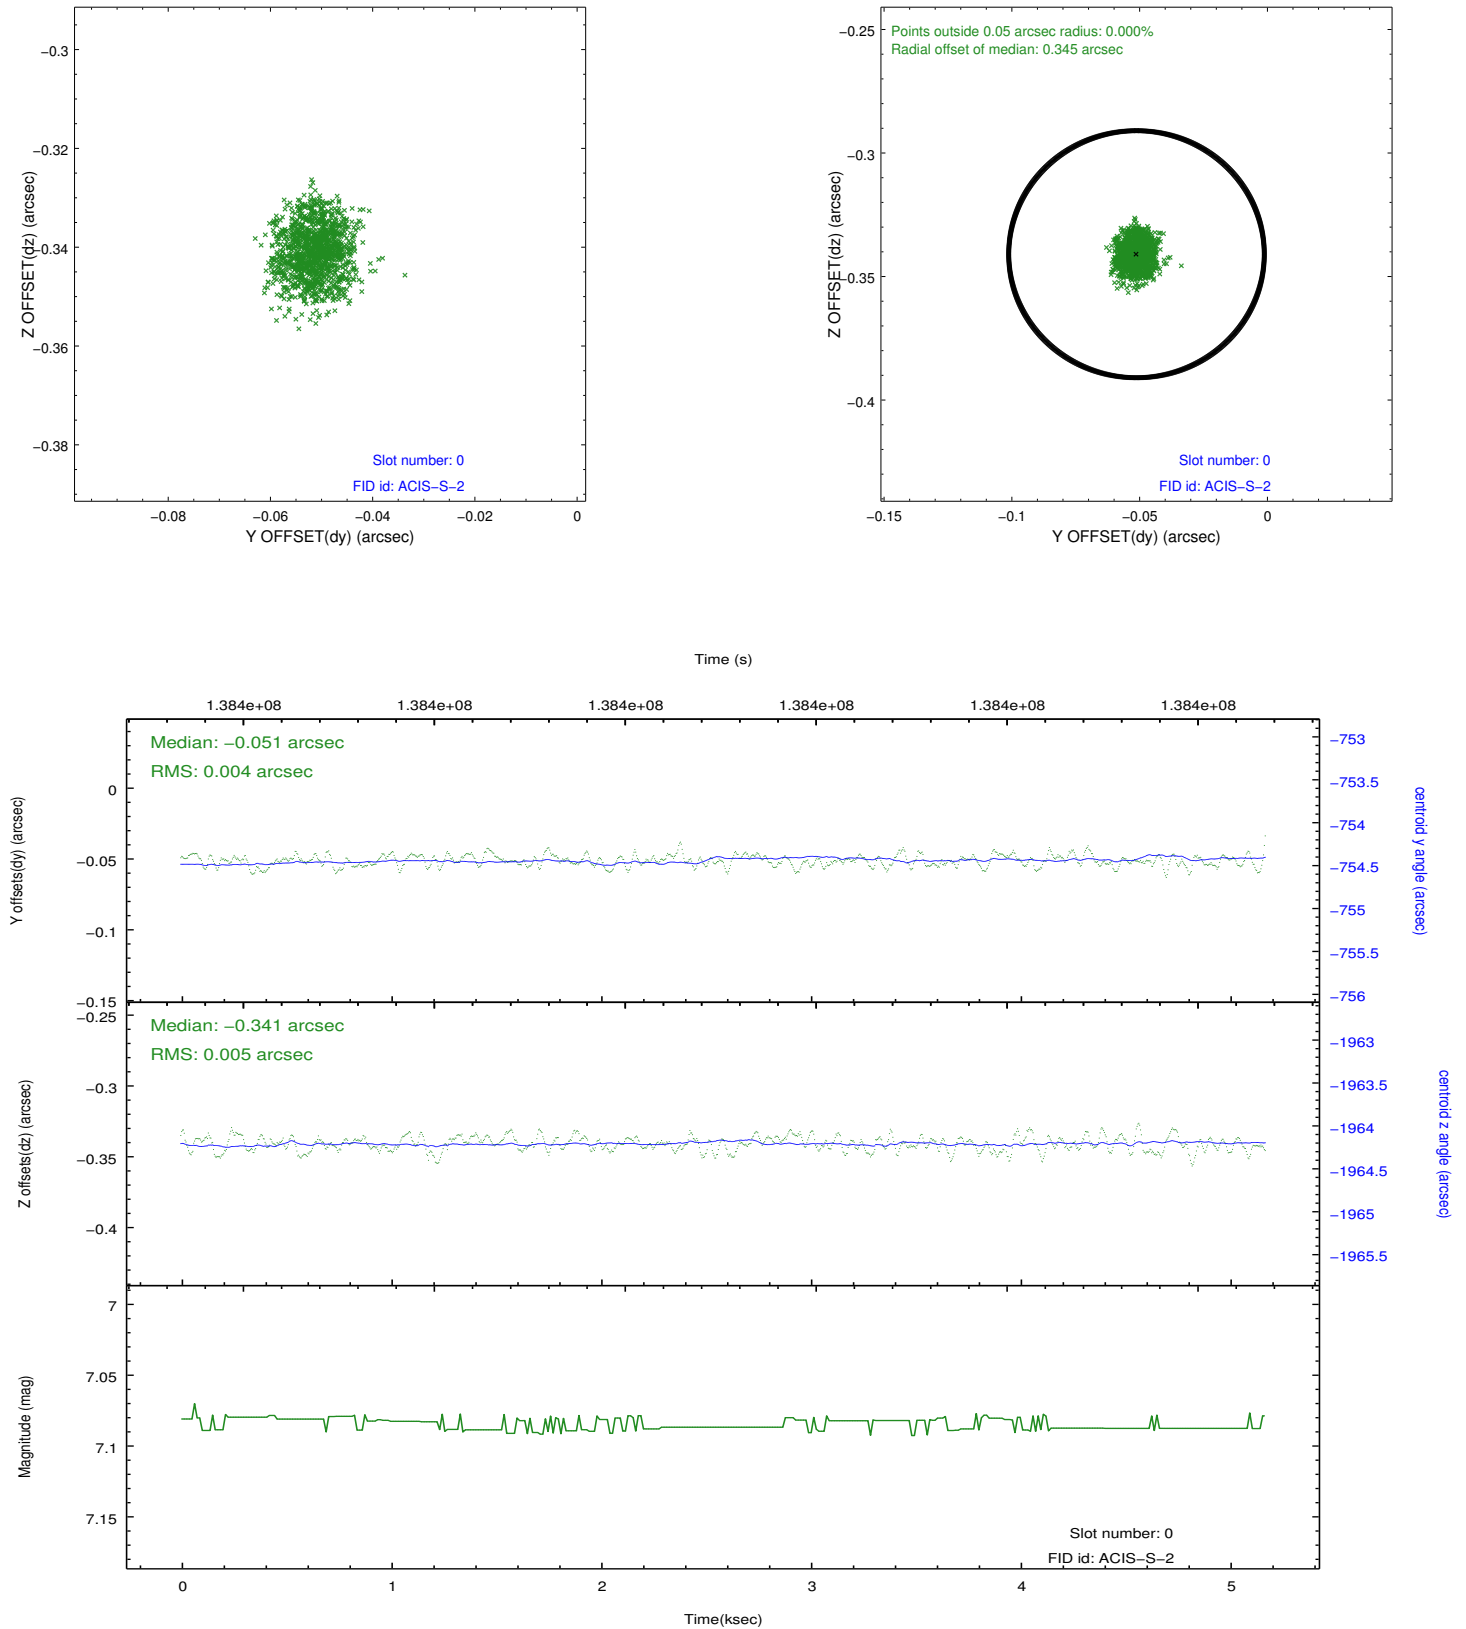 −0.3
−0.32
−0.34
−0.36
−0.38
Z OFFSET(dz) (arcsec)
Slot number: 0
FID id: ACIS−S−2
−0.08
−0.06
−0.04
−0.02
0
Y OFFSET(dy) (arcsec)
Points outside 0.05 arcsec radius: 0.000%
Radial offset of median: 0.345 arcsec
−0.25
−0.3
−0.35
−0.4
Z OFFSET(dz) (arcsec)
Slot number: 0
FID id: ACIS−S−2
−0.15
−0.1
−0.05
0
Y OFFSET(dy) (arcsec)
Time (s)
1.384e+08
1.384e+08
1.384e+08
1.384e+08
1.384e+08
1.384e+08
Median: −0.051 arcsec
RMS: 0.004 arcsec
0
−0.05
−0.1
−0.15
Y offsets(dy) (arcsec)
−753
−753.5
−754
−754.5
−755
−755.5
−756
centroid y angle (arcsec)
Median: −0.341 arcsec
RMS: 0.005 arcsec
−0.25
−0.3
−0.35
−0.4
Z offsets(dz) (arcsec)
−1963
−1963.5
−1964
−1964.5
−1965
−1965.5
centroid z angle (arcsec)
7
7.05
7.1
7.15
Magnitude (mag)
Slot number: 0
FID id: ACIS−S−2
0
1
2
3
4
5
Time(ksec)